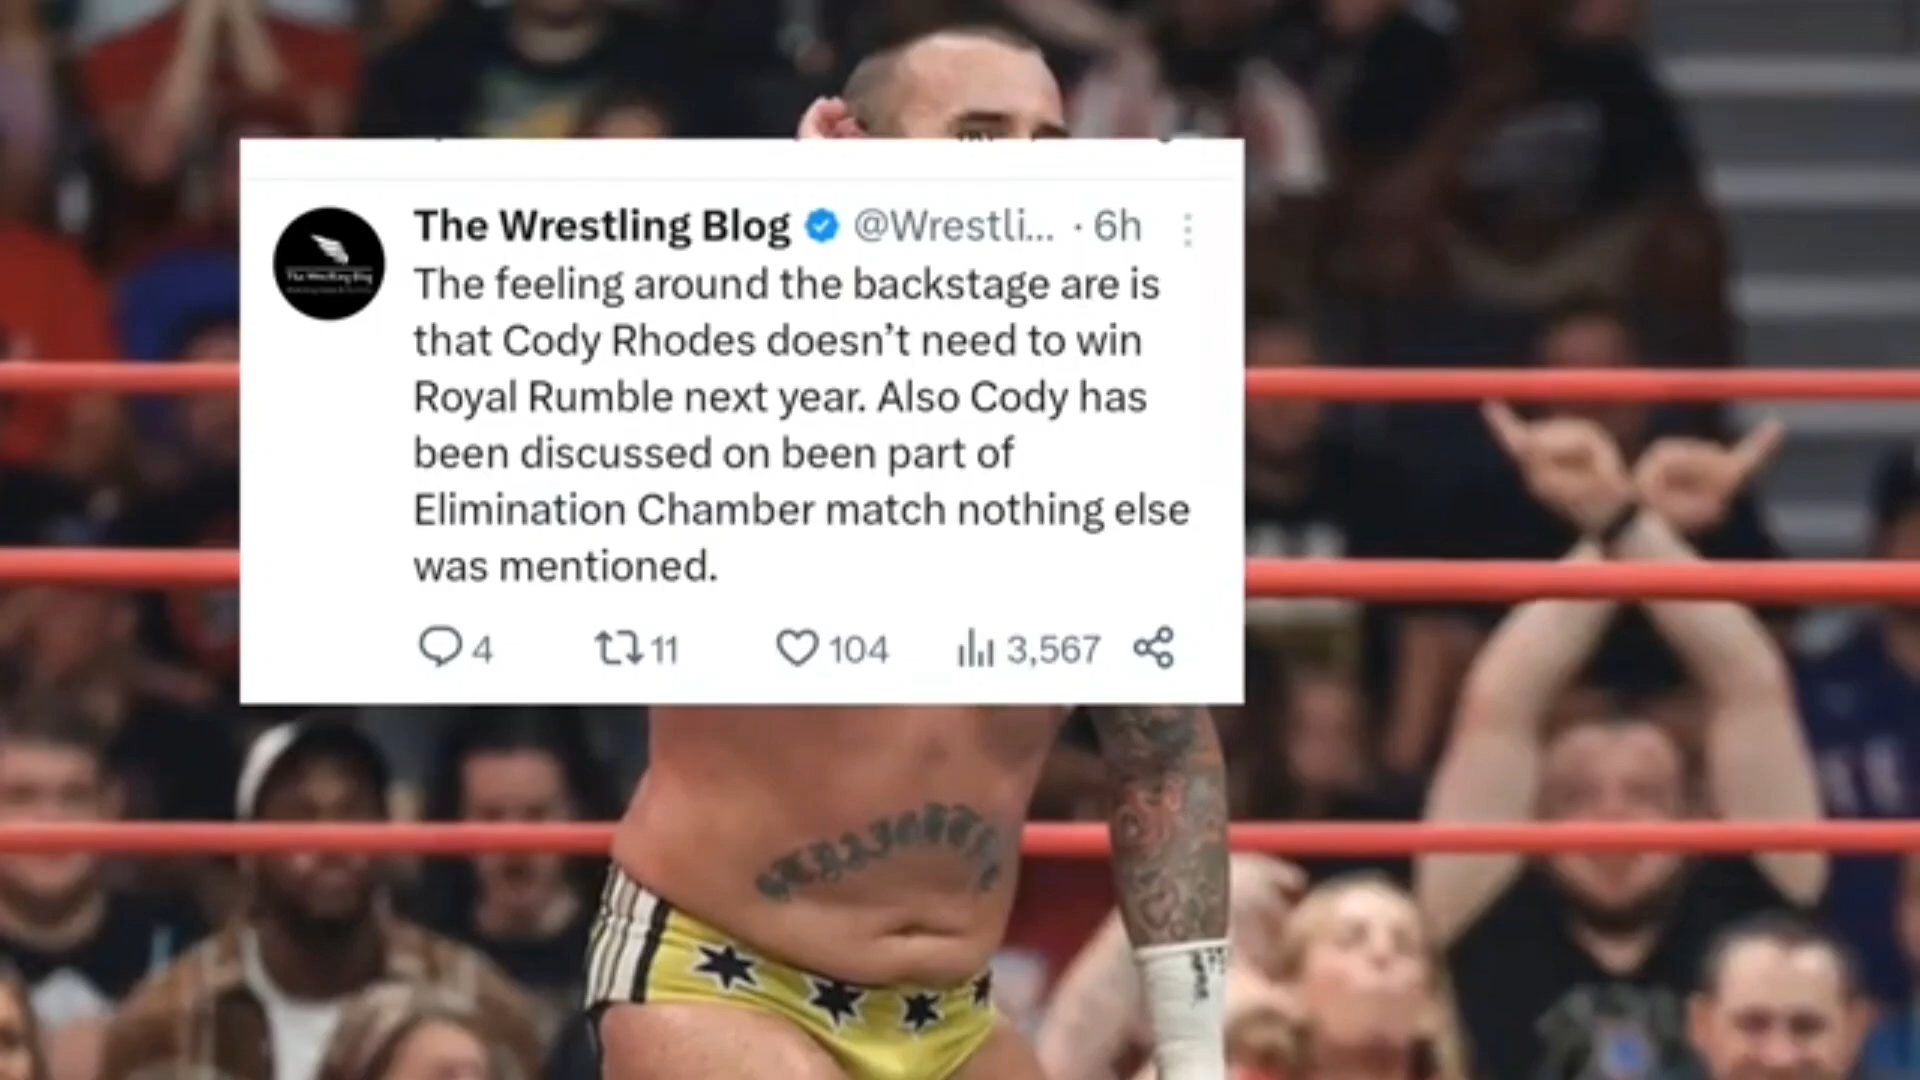 The Wrestling Blog @Wrestli... · 6h
The feeling around the backstage are is
that Cody Rhodes doesn’t need to win
Royal Rumble next year. Also Cody has
been discussed on been part of
Elimination Chamber match nothing else
was mentioned.
4 11 104 3,567